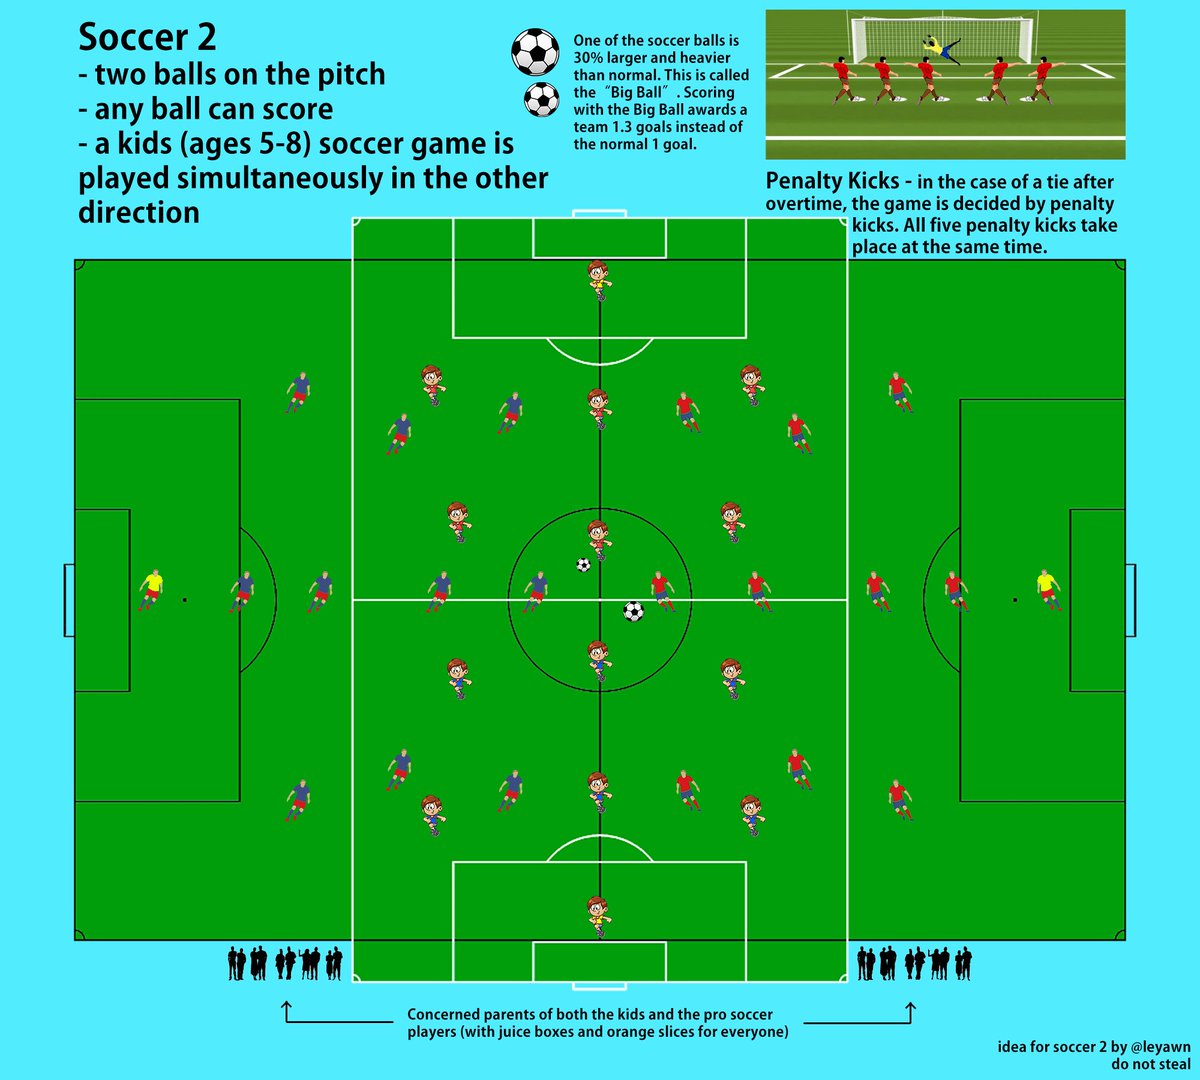 Soccer 2
- two balls on the pitch
- any ball can score
- a kids (ages 5-8) soccer game is
played simultaneously in the other
direction
One of the soccer balls is
30% larger and heavier
than normal. This is called
the “Big Ball”. Scoring
with the Big Ball awards a
team 1.3 goals instead of
the normal 1 goal.
Penalty Kicks - in the case of a tie after
overtime, the game is decided by penalty
kicks. All five penalty kicks take
place at the same time.
Concerned parents of both the kids and the pro soccer
players (with juice boxes and orange slices for everyone)
idea for soccer 2 by @leyawn
do not steal